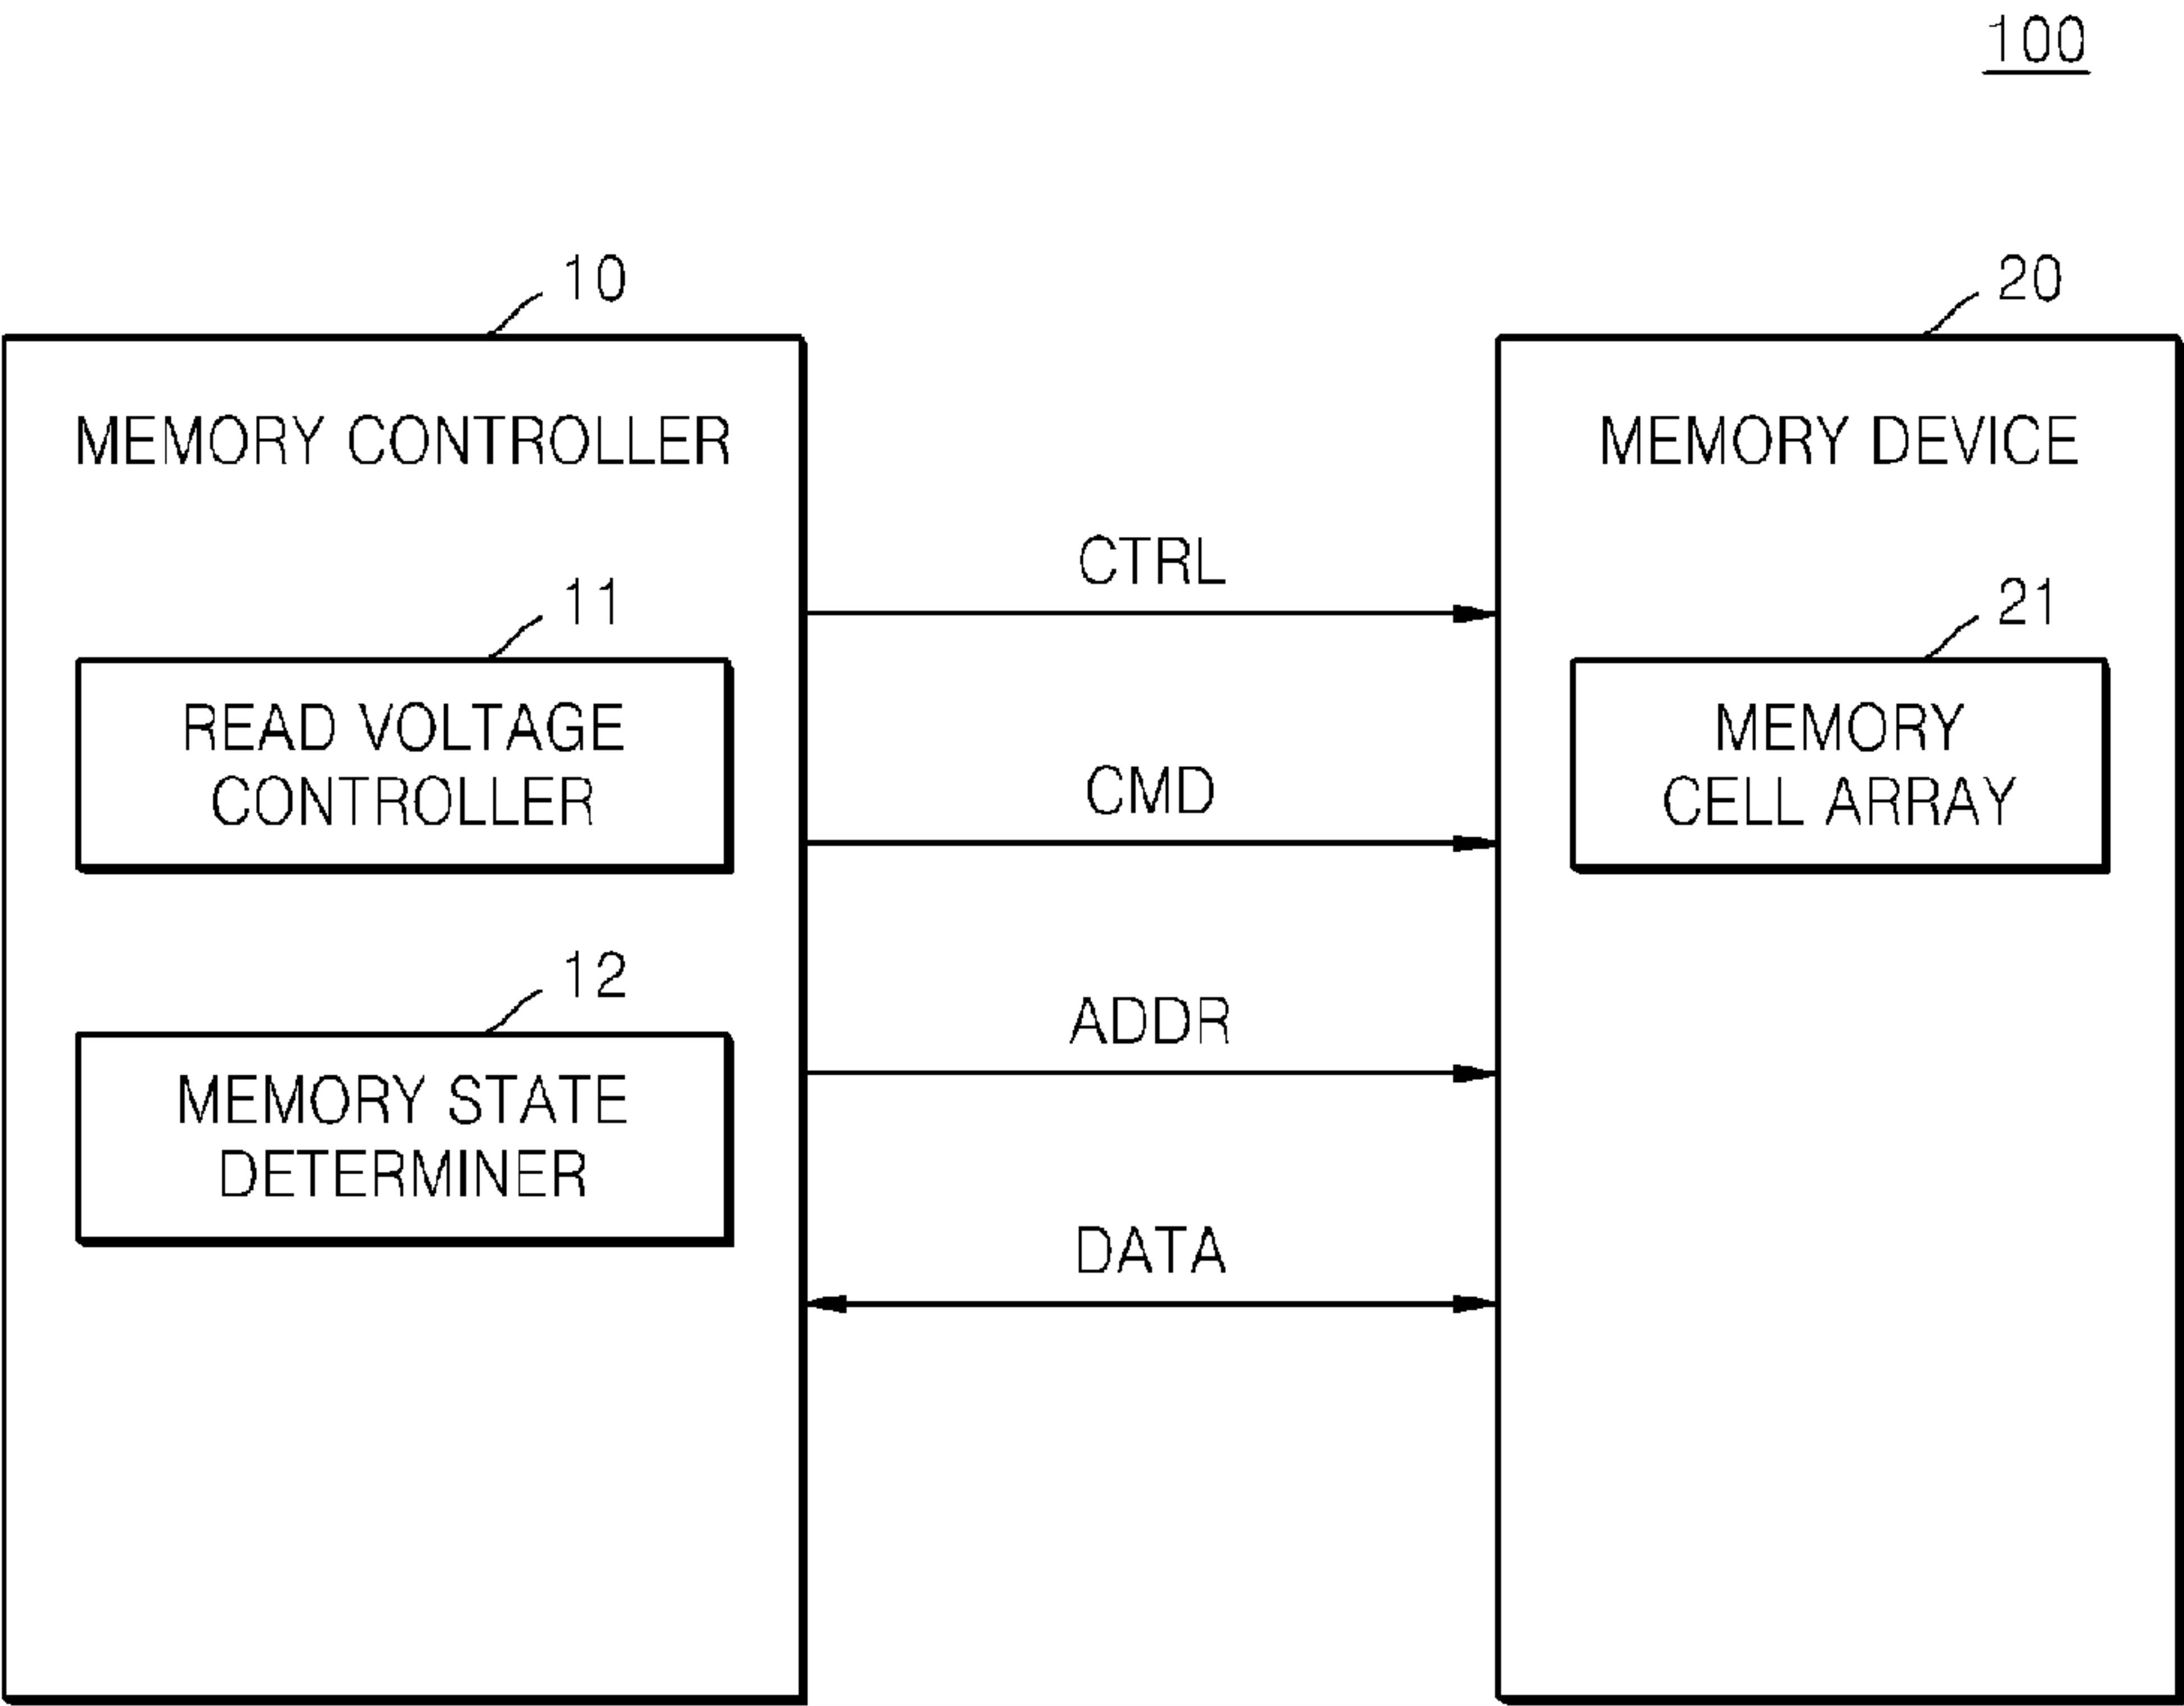 100
10
20
MEMORY CONTROLLER
MEMORY DEVICE
CTRL
11
21
READ VOLTAGE
CONTROLLER
MEMORY
CELL ARRAY
CMD
12
ADDR
MEMORY STATE
DETERMINER
DATA